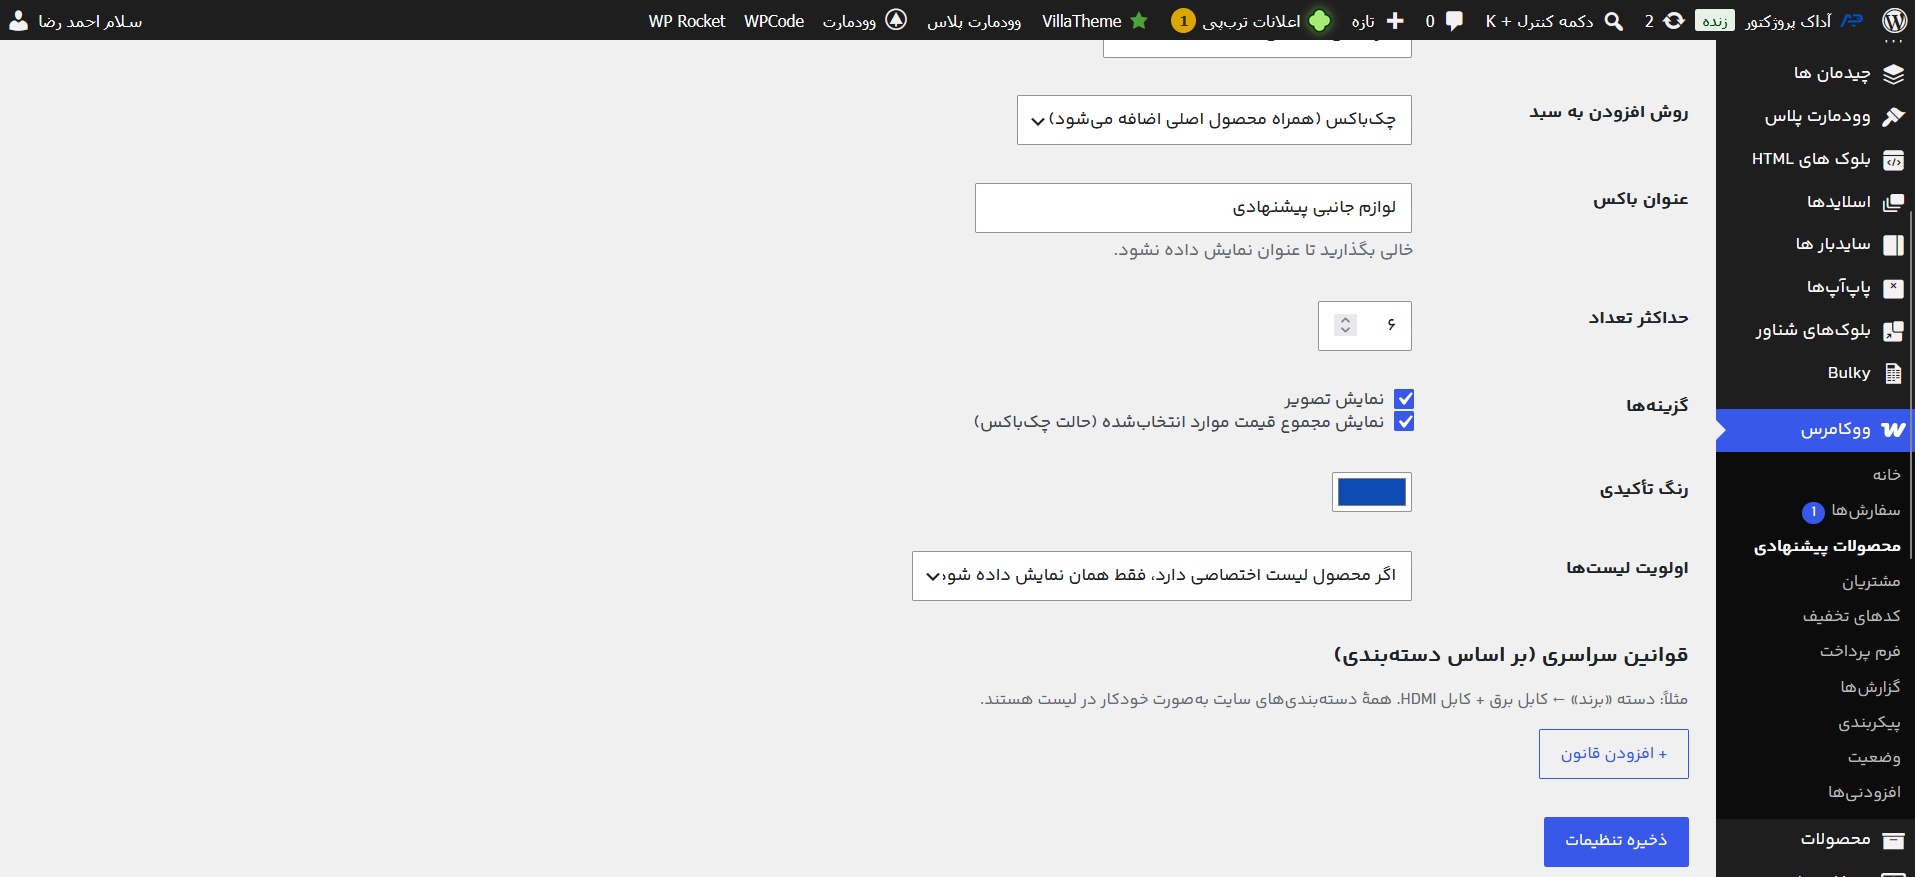 آداک پروژکتور
زنده
2
دکمه کنترل + K
0
تازه
اعلانات ترب‌پی
1
VillaTheme
وودمارت پلاس
وودمارت
WPCode
WP Rocket
سلام احمد رضا
چیدمان ها
وودمارت پلاس
بلوک های HTML
اسلایدها
سایدبار ها
پاپ‌آپ‌ها
بلوک‌های شناور
Bulky
ووکامرس
خانه
سفارش‌ها 1
محصولات پیشنهادی
مشتریان
کدهای تخفیف
فرم پرداخت
گزارش‌ها
پیکربندی
وضعیت
افزودنی‌ها
محصولات
روش افزودن به سبد
چک‌باکس (همراه محصول اصلی اضافه می‌شود)
عنوان باکس
لوازم جانبی پیشنهادی
خالی بگذارید تا عنوان نمایش داده نشود.
حداکثر تعداد
۶
گزینه‌ها
نمایش تصویر
نمایش مجموع قیمت موارد انتخاب‌شده (حالت چک‌باکس)
رنگ تأکیدی
اولویت لیست‌ها
اگر محصول لیست اختصاصی دارد، فقط همان نمایش داده شود
قوانین سراسری (بر اساس دسته‌بندی)
مثلاً: دسته «برند» ← کابل برق + کابل HDMI. همهٔ دسته‌بندی‌های سایت به‌صورت خودکار در لیست هستند.
+ افزودن قانون
ذخیره تنظیمات